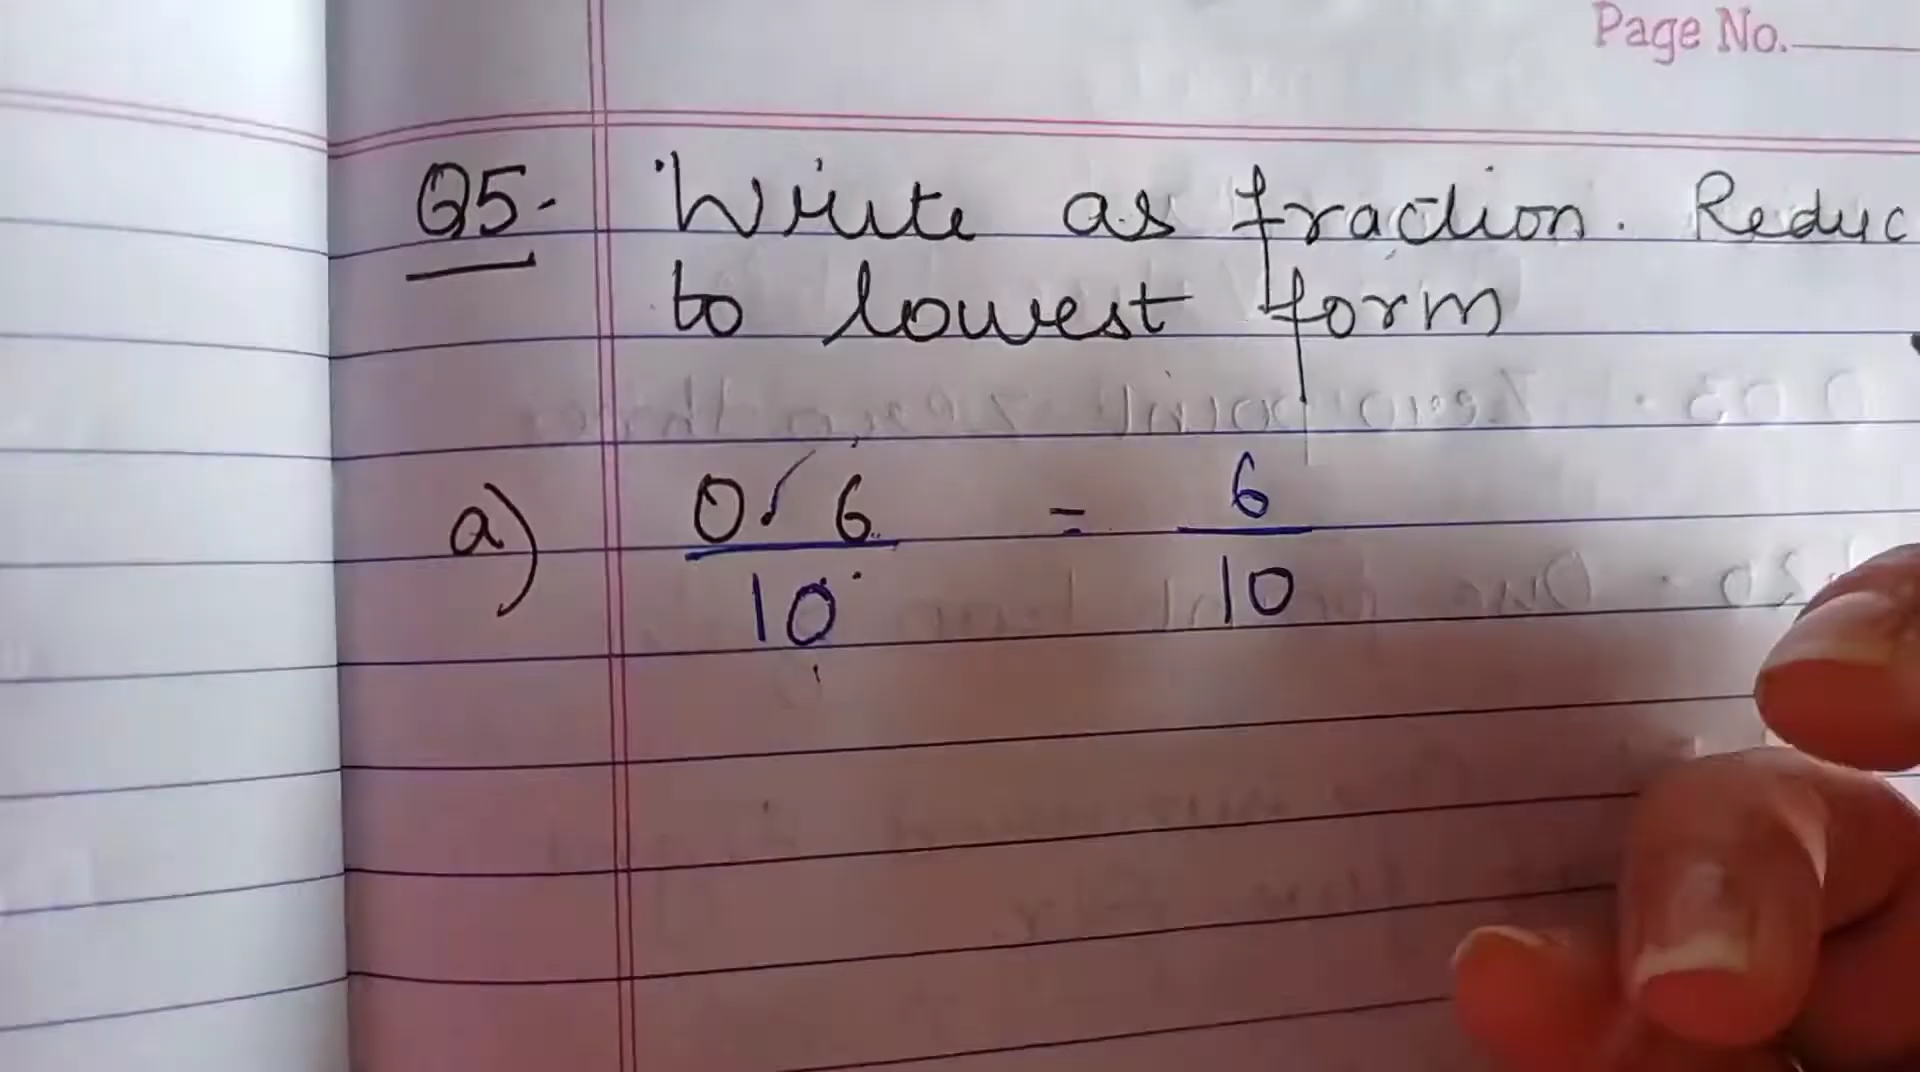 Page No.
Q5. Write as fraction. Reduc
to lowest form
a) 0.6/10 = 6/10